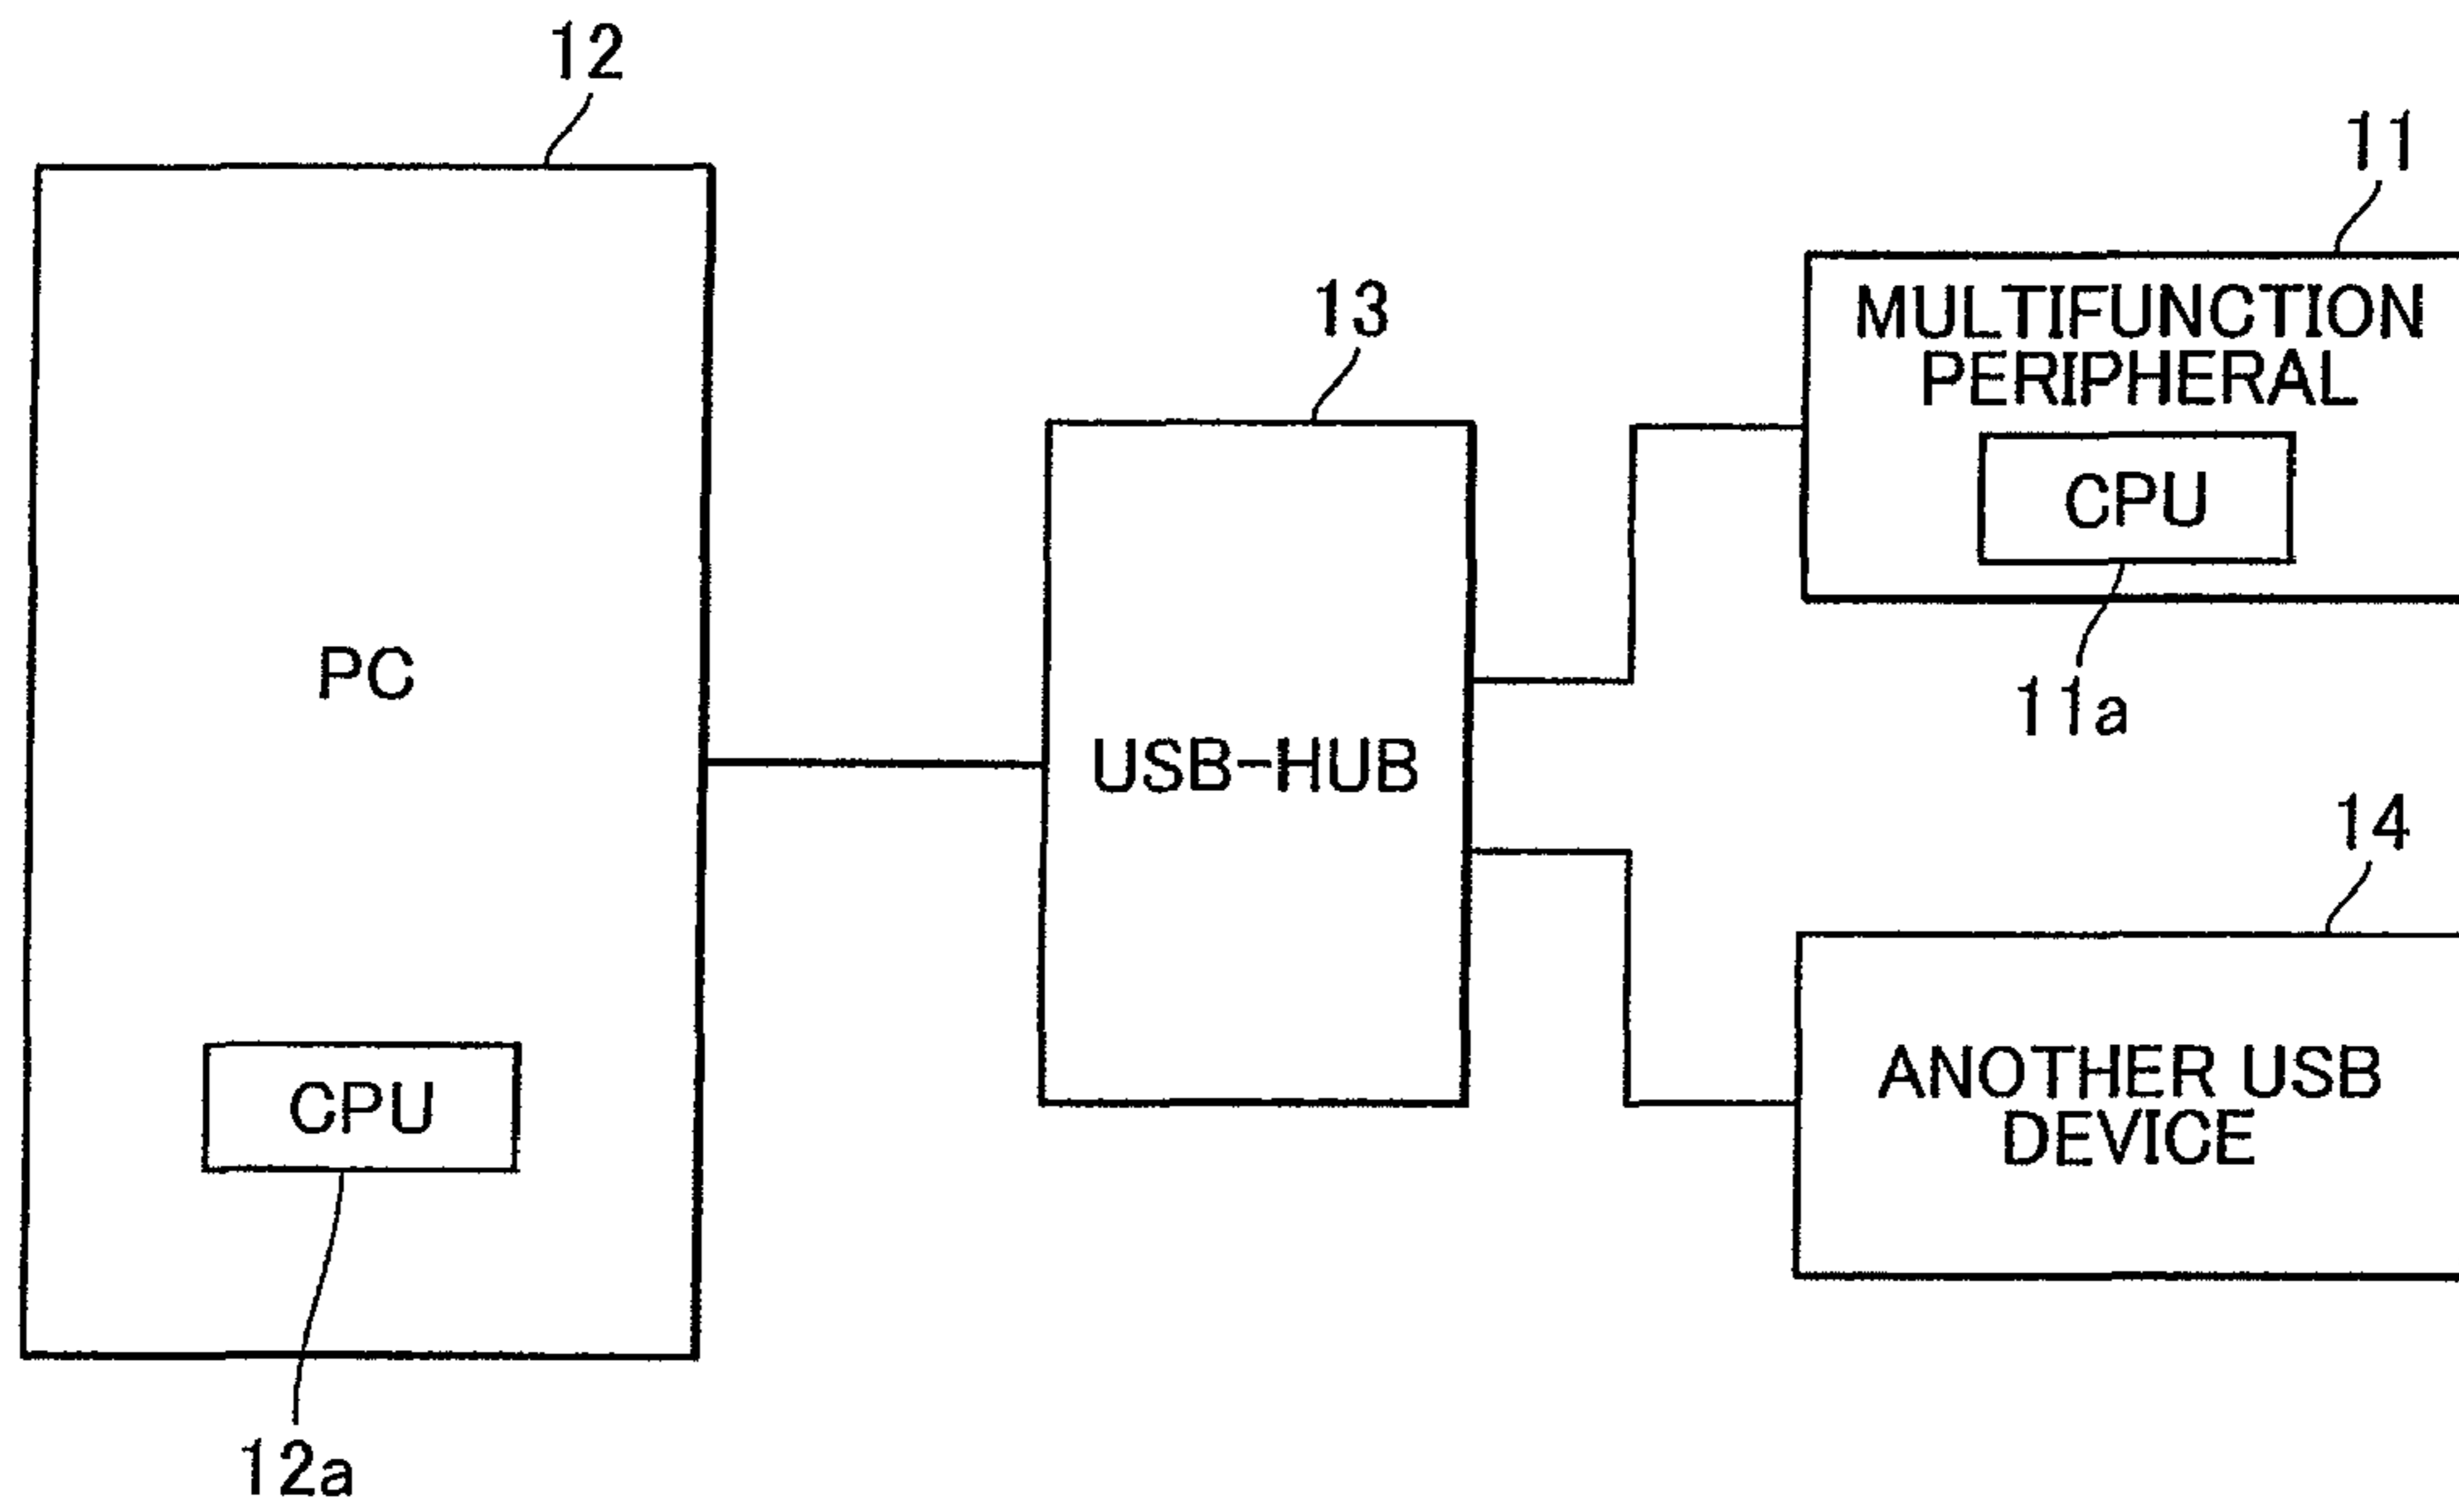 12
11
MULTIFUNCTION
PERIPHERAL
CPU
11a
13
PC
USB-HUB
14
ANOTHER USB
DEVICE
CPU
12a